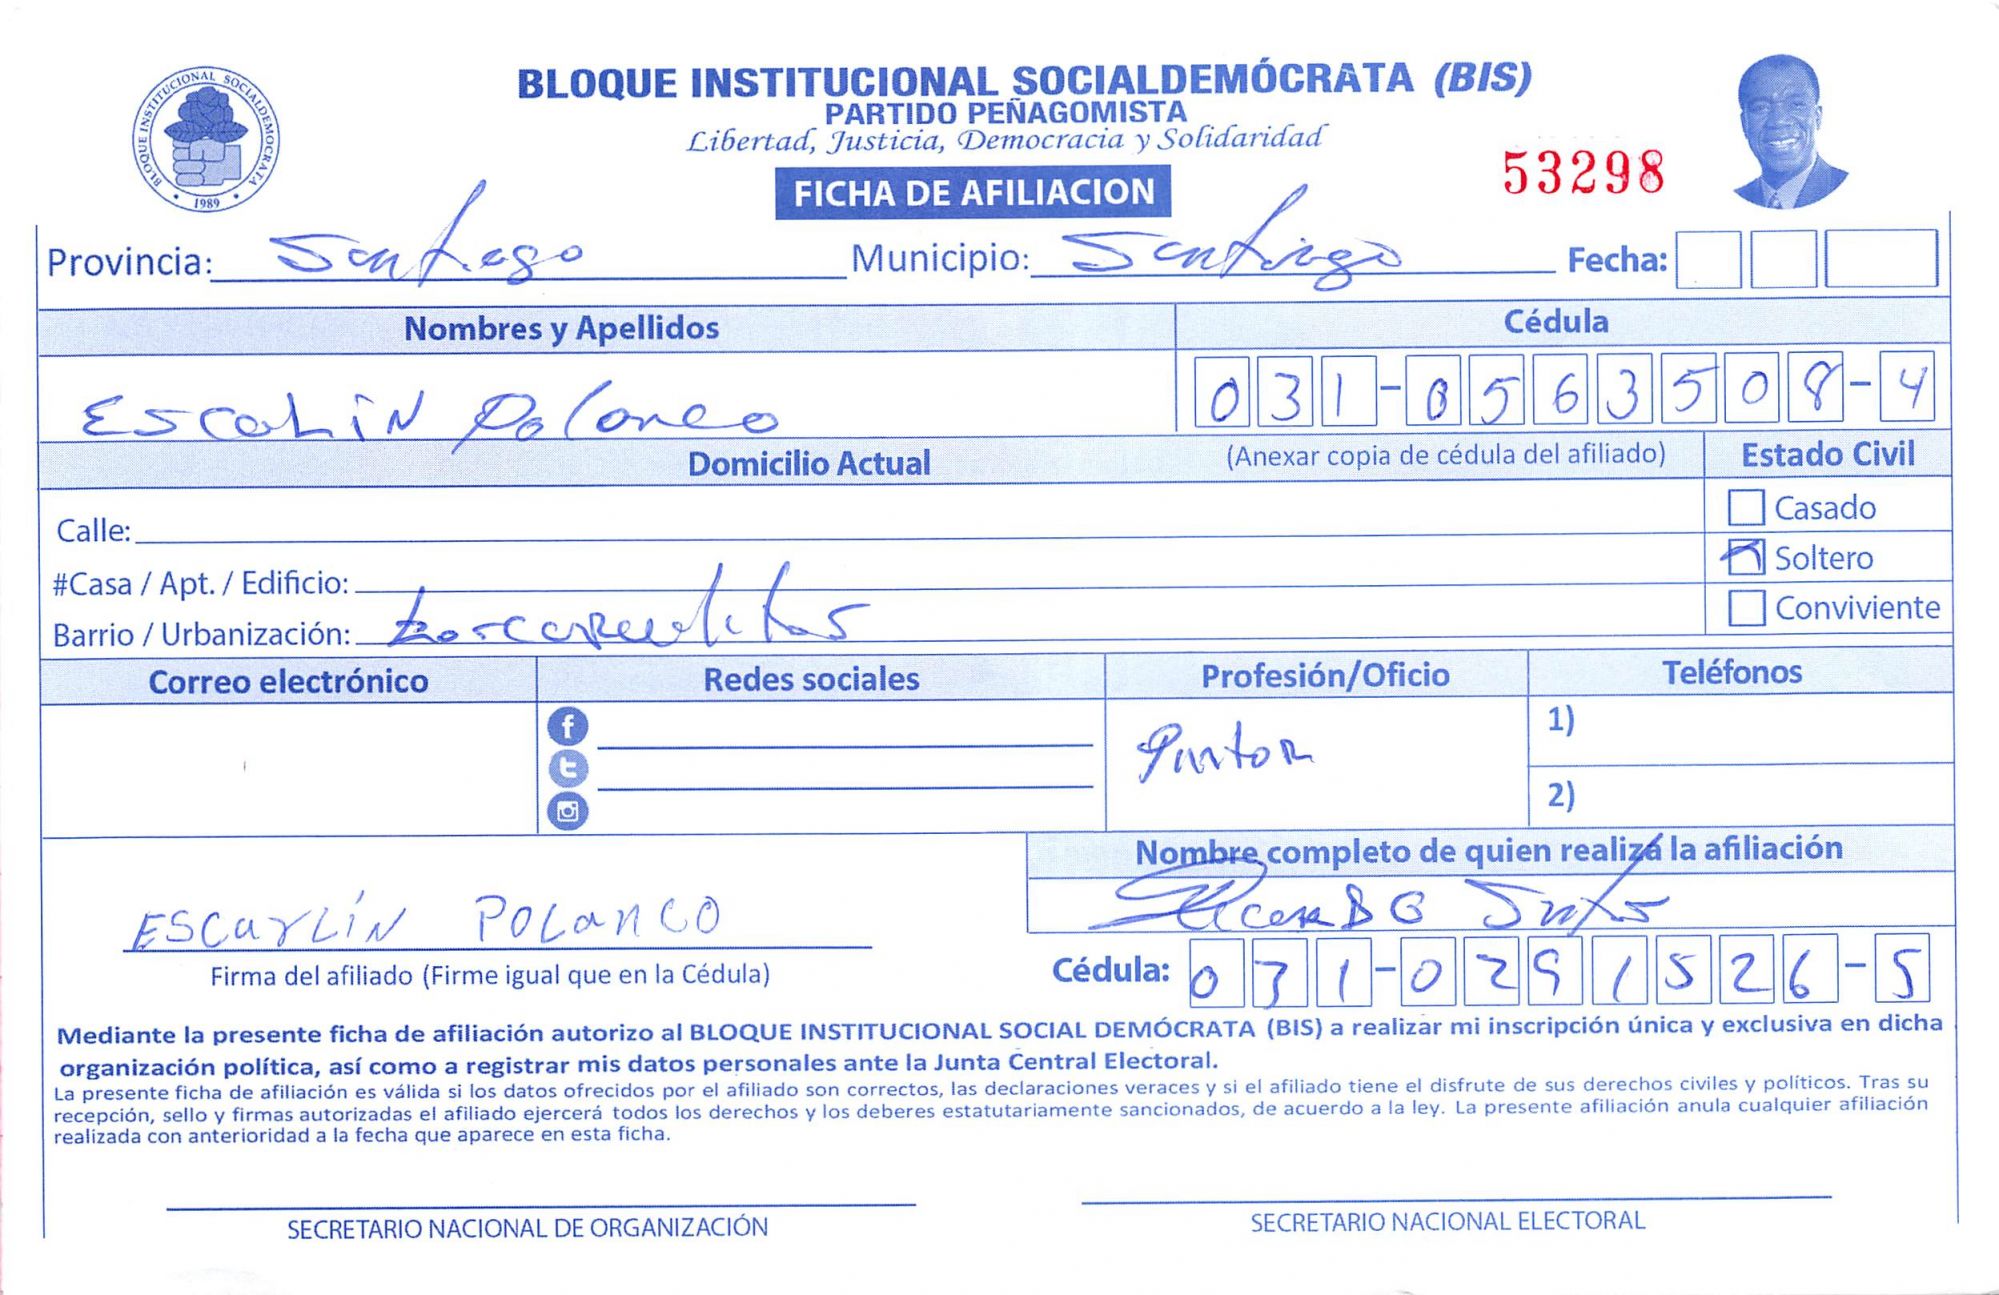 BLOQUE INSTITUCIONAL SOCIALDEMÓCRATA (BIS)
PARTIDO PEÑAGOMISTA
Libertad, Justicia, Democracia y Solidaridad
BLOQUE INSTITUCIONAL SOCIALDEMOCRATA
1989
53298
FICHA DE AFILIACION
Provincia: Santiago Municipio: Santiago Fecha:
Nombres y Apellidos Cédula
EscaLiN Polanco 031-0563508-4
Domicilio Actual (Anexar copia de cédula del afiliado) Estado Civil
Casado
Calle:
Soltero
#Casa / Apt. / Edificio:
Conviviente
Barrio / Urbanización:
Correo electrónico Redes sociales Profesión/Oficio Teléfonos
1)
Pintor
2)
Nombre completo de quien realizá la afiliación
ESCarLíN POLanCO
Firma del afiliado (Firme igual que en la Cédula)
Cédula: 031-0291526-5
Mediante la presente ficha de afiliación autorizo al BLOQUE INSTITUCIONAL SOCIAL DEMÓCRATA (BIS) a realizar mi inscripción única y exclusiva en dicha
organización política, así como a registrar mis datos personales ante la Junta Central Electoral.
La presente ficha de afiliación es válida si los datos ofrecidos por el afiliado son correctos, las declaraciones veraces y si el afiliado tiene el disfrute de sus derechos civiles y políticos. Tras su
recepción, sello y firmas autorizadas el afiliado ejercerá todos los derechos y los deberes estatutariamente sancionados, de acuerdo a la ley. La presente afiliación anula cualquier afiliación
realizada con anterioridad a la fecha que aparece en esta ficha.
SECRETARIO NACIONAL DE ORGANIZACIÓN SECRETARIO NACIONAL ELECTORAL